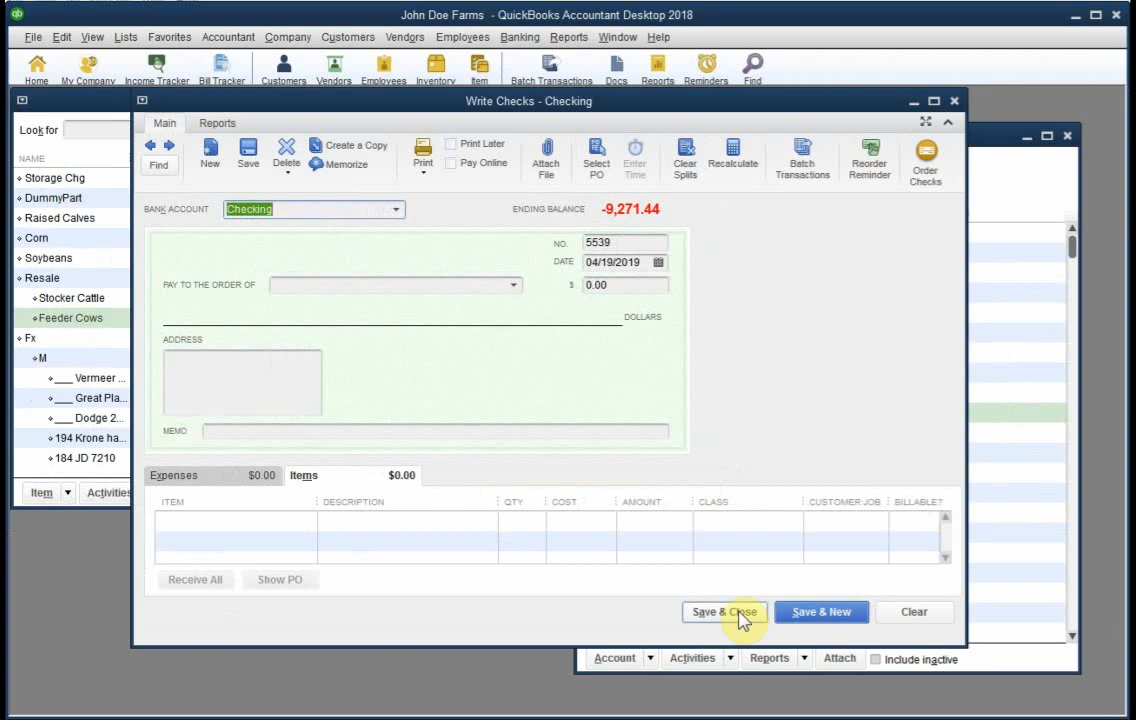 John Doe Farms - QuickBooks Accountant Desktop 2018
File Edit View Lists Favorites Accountant Company Customers Vendors Employees Banking Reports Window Help
Home My Company Income Tracker Bill Tracker Customers Vendors Employees Inventory Item Batch Transactions Docs Reports Reminders Find
Write Checks - Checking
Look for
NAME
Storage Chg
DummyPart
Raised Calves
Corn
Soybeans
Resale
Stocker Cattle
Feeder Cows
Fx
M
___ Vermeer ...
___ Great Pla...
___ Dodge 2...
194 Krone ha...
184 JD 7210
Item Activities
Main Reports
Find New Save Delete Create a Copy Memorize Print Print Later Pay Online Attach File Select PO Enter Time Clear Splits Recalculate Batch Transactions Reorder Reminder Order Checks
BANK ACCOUNT Checking ENDING BALANCE -9,271.44
NO. 5539
DATE 04/19/2019
PAY TO THE ORDER OF $ 0.00
DOLLARS
ADDRESS
MEMO
Expenses $0.00 Items $0.00
ITEM DESCRIPTION QTY COST AMOUNT CLASS CUSTOMER:JOB BILLABLE?
Receive All Show PO
Save & Close Save & New Clear
Account Activities Reports Attach Include inactive